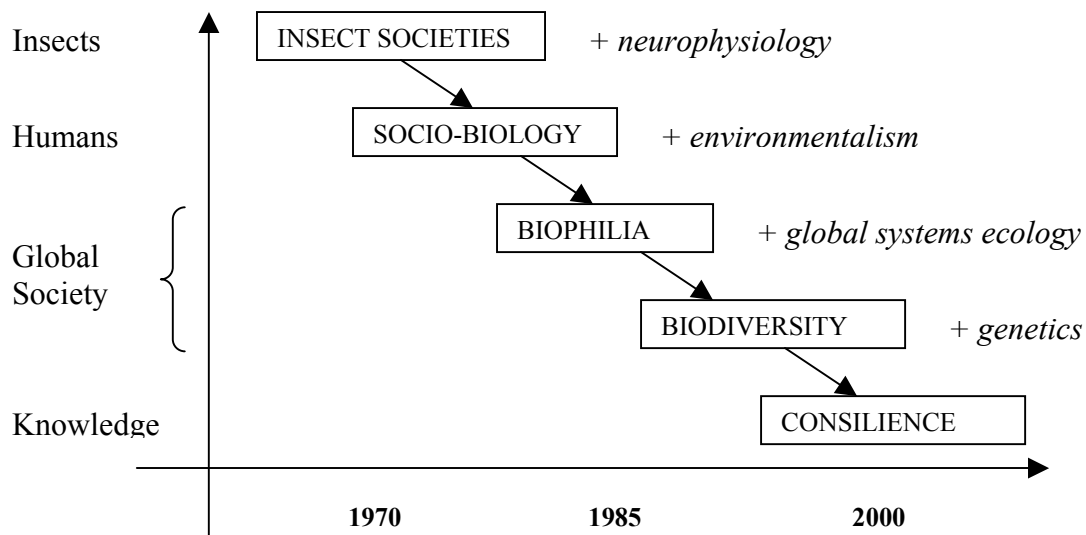 Insects
INSECT SOCIETIES
+ neurophysiology
Humans
SOCIO-BIOLOGY
+ environmentalism
Global
Society
BIOPHILIA
+ global systems ecology
BIODIVERSITY
+ genetics
Knowledge
CONSILIENCE
1970
1985
2000